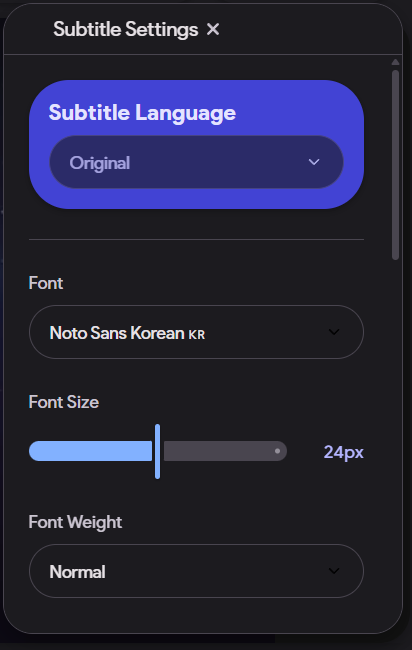 Subtitle Settings ×
Subtitle Language
Original
Font
Noto Sans Korean KR
Font Size
24px
Font Weight
Normal